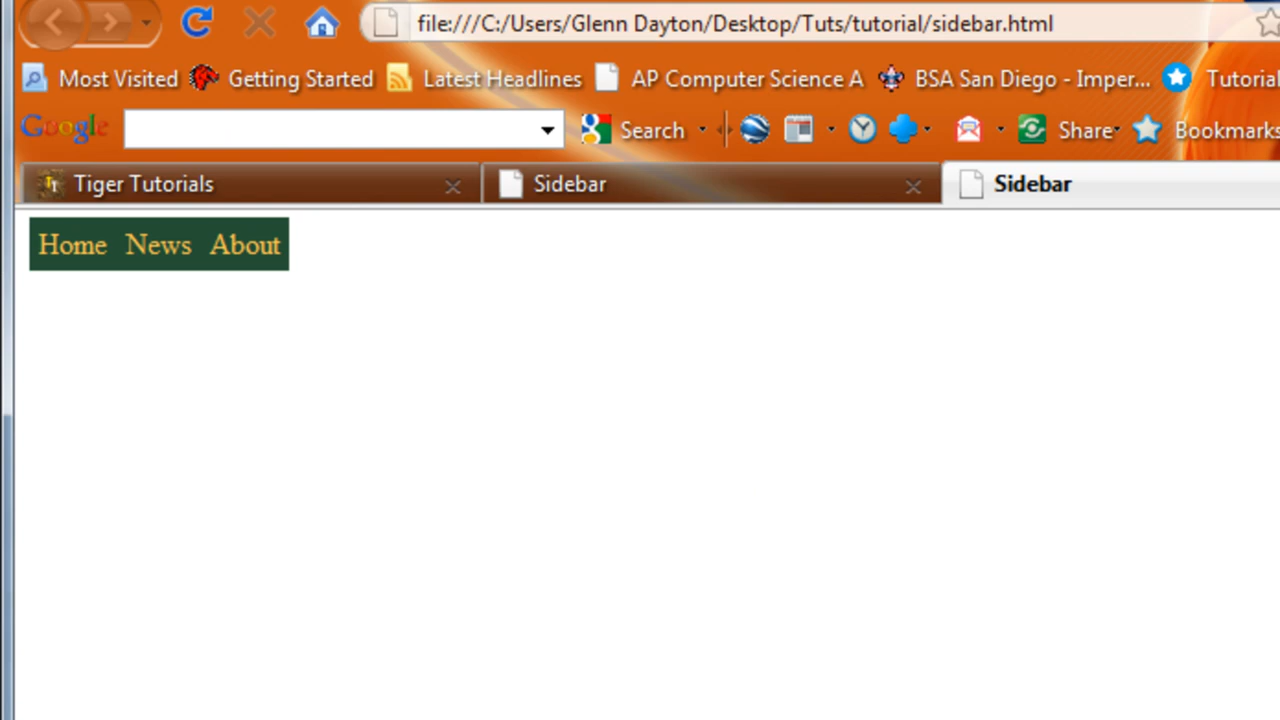 file:///C:/Users/Glenn Dayton/Desktop/Tuts/tutorial/sidebar.html
Most Visited Getting Started Latest Headlines AP Computer Science A BSA San Diego - Imper... Tutorial
Google Search Share Bookmarks
Tiger Tutorials Sidebar Sidebar
Home News About